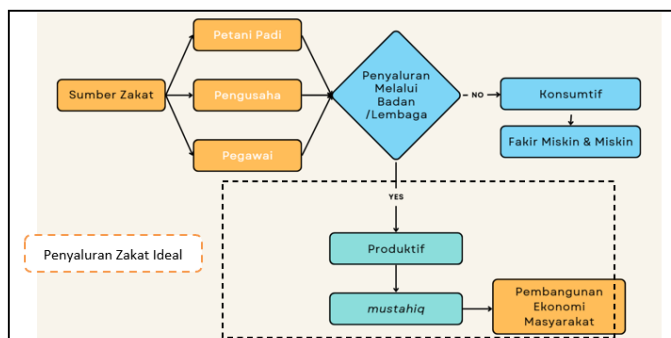 Petani Padi
Sumber Zakat
Pengusaha
Pegawai
Penyaluran
Melalui
Badan
/Lembaga
NO
Konsumtif
Fakir Miskin & Miskin
YES
Penyaluran Zakat Ideal
Produktif
mustahiq
Pembangunan
Ekonomi
Masyarakat